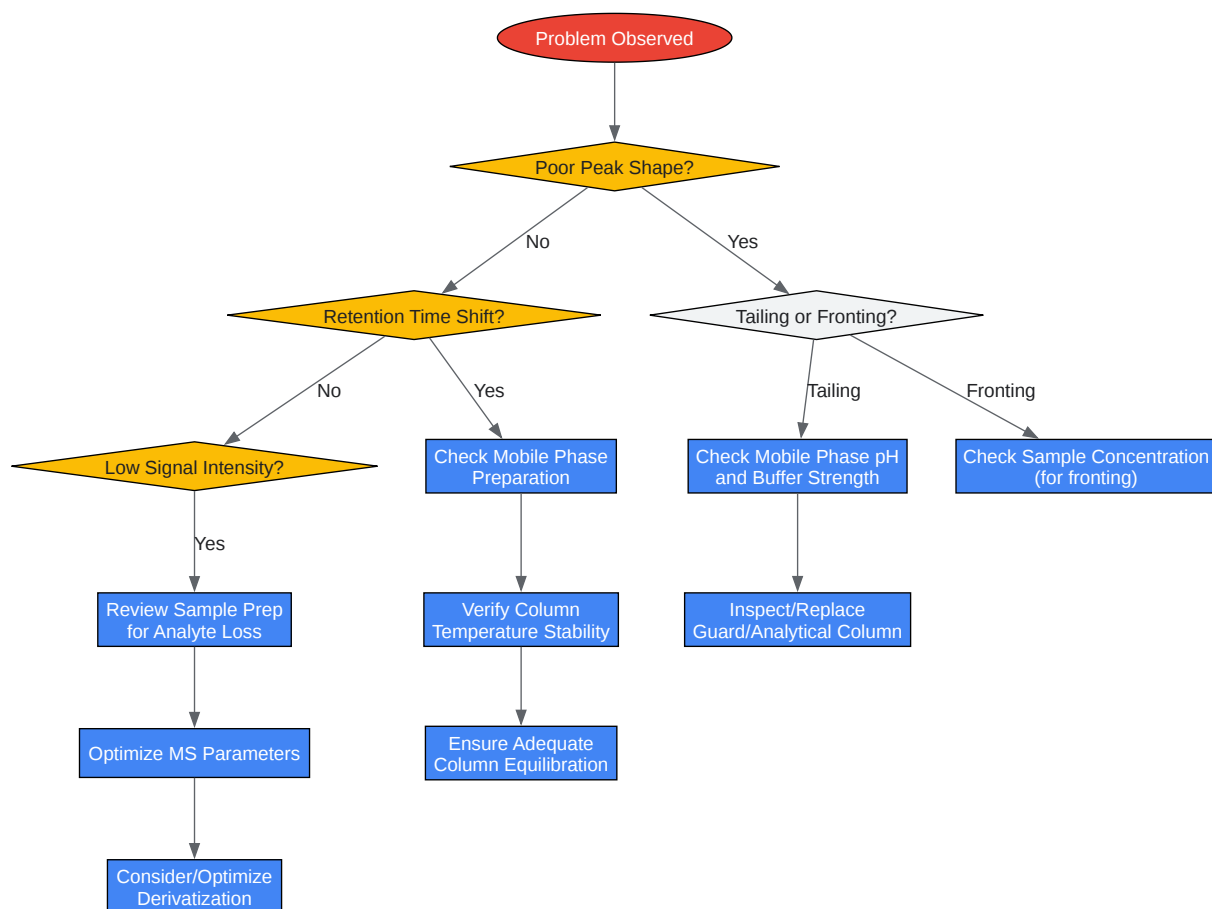 Problem Observed
Poor Peak Shape?
No
Yes
Retention Time Shift?
Tailing or Fronting?
No
Yes
Tailing
Fronting
Low Signal Intensity?
Check Mobile Phase
Preparation
Check Mobile Phase pH
and Buffer Strength
Check Sample Concentration
(for fronting)
Yes
Review Sample Prep
for Analyte Loss
Verify Column
Temperature Stability
Inspect/Replace
Guard/Analytical Column
Optimize MS Parameters
Ensure Adequate
Column Equilibration
Consider/Optimize
Derivatization